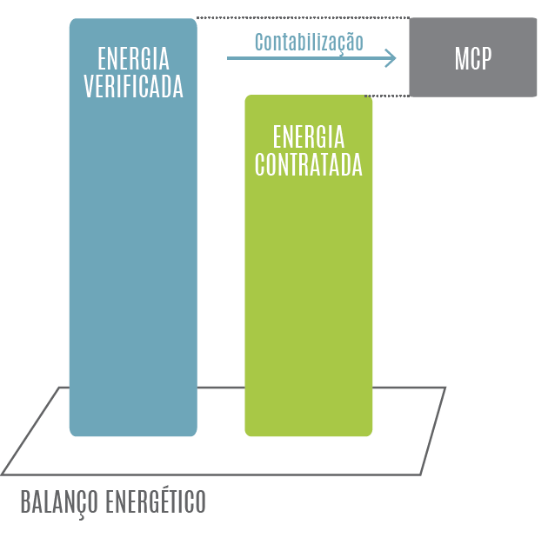 ENERGIA
VERIFICADA
Contabilização
MCP
ENERGIA
CONTRATADA
BALANÇO ENERGÉTICO